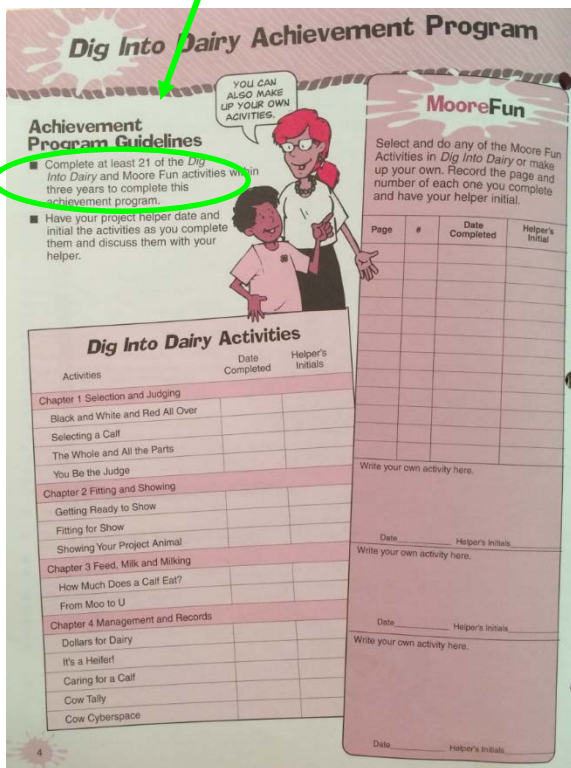 Dig Into Dairy Achievement Program
YOU CAN
ALSO MAKE
UP YOUR OWN
ACIVITIES.
Achievement
Program Guidelines
■ Complete at least 21 of the Dig
Into Dairy and Moore Fun activities within
three years to complete this
achievement program.
■ Have your project helper date and
initial the activities as you complete
them and discuss them with your
helper.
MooreFun
Select and do any of the Moore Fun
Activities in Dig Into Dairy or make
up your own. Record the page and
number of each one you complete
and have your helper initial.
Page # Date Completed Helper's Initial
Write your own activity here.
Date Helper's Initials
Write your own activity here.
Date Helper's Initials
Write your own activity here.
Date Helper's Initials
Dig Into Dairy Activities
Activities Date Completed Helper's Initials
Chapter 1 Selection and Judging
Black and White and Red All Over
Selecting a Calf
The Whole and All the Parts
You Be the Judge
Chapter 2 Fitting and Showing
Getting Ready to Show
Fitting for Show
Showing Your Project Animal
Chapter 3 Feed, Milk and Milking
How Much Does a Calf Eat?
From Moo to U
Chapter 4 Management and Records
Dollars for Dairy
It's a Heifer!
Caring for a Calf
Cow Tally
Cow Cyberspace
4